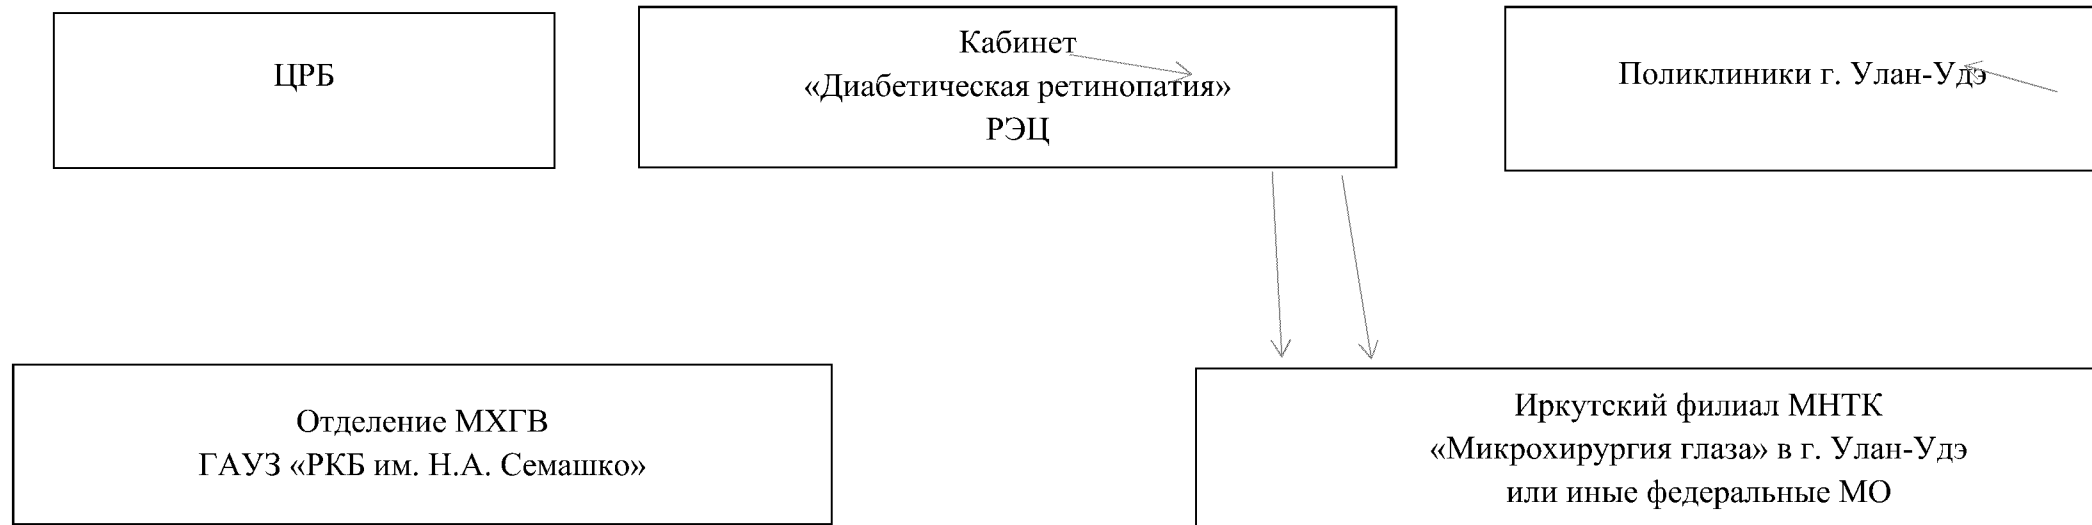 ЦРБ
Кабинет
«Диабетическая ретинопатия»
РЭЦ
Поликлиники г. Улан-Удэ
Отделение МХГВ
ГАУЗ «РКБ им. Н.А. Семашко»
Иркутский филиал МНТК
«Микрохирургия глаза» в г. Улан-Удэ
или иные федеральные МО